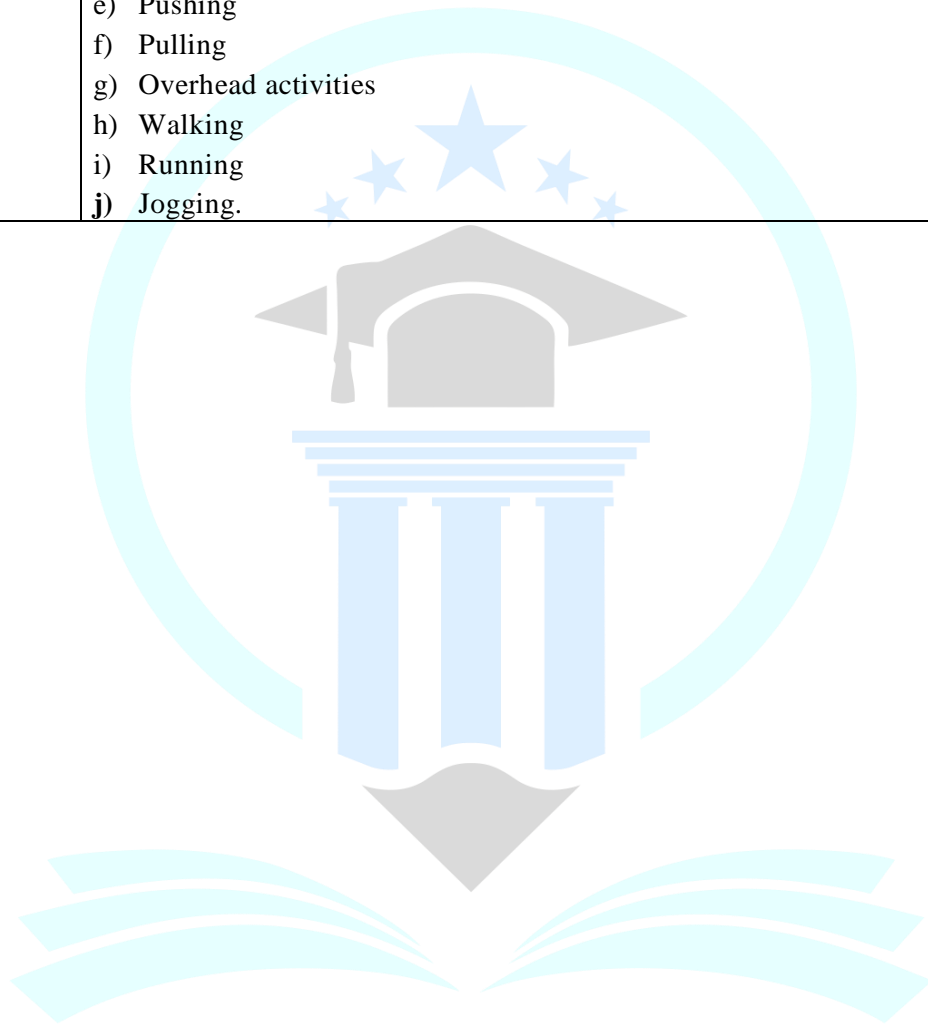 e) Pushing
f) Pulling
g) Overhead activities
h) Walking
i) Running
j) Jogging.